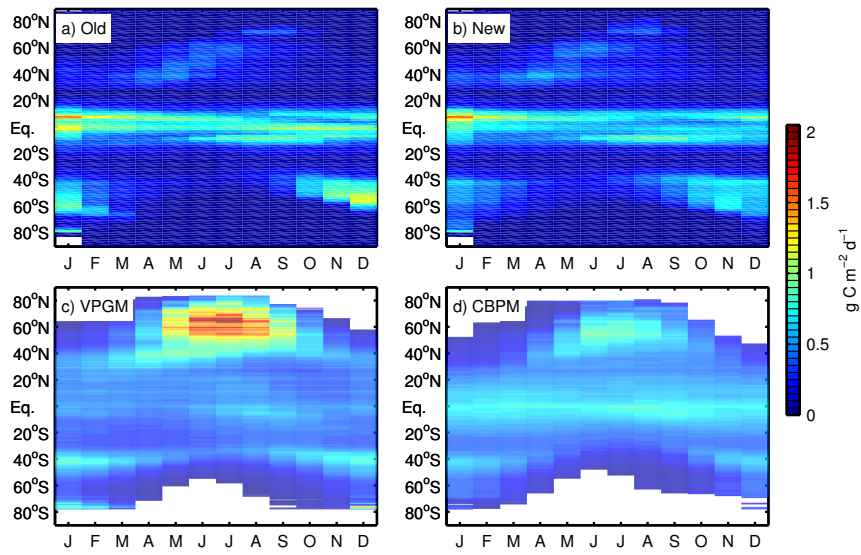 a) Old
80°N
60°N
40°N
20°N
Eq.
20°S
40°S
60°S
80°S
J F M A M J J A S O N D
b) New
80°N
60°N
40°N
20°N
Eq.
20°S
40°S
60°S
80°S
J F M A M J J A S O N D
c) VPGM
80°N
60°N
40°N
20°N
Eq.
20°S
40°S
60°S
80°S
J F M A M J J A S O N D
d) CBPM
80°N
60°N
40°N
20°N
Eq.
20°S
40°S
60°S
80°S
J F M A M J J A S O N D
2
1.5
1
0.5
0
g C m⁻² d⁻¹